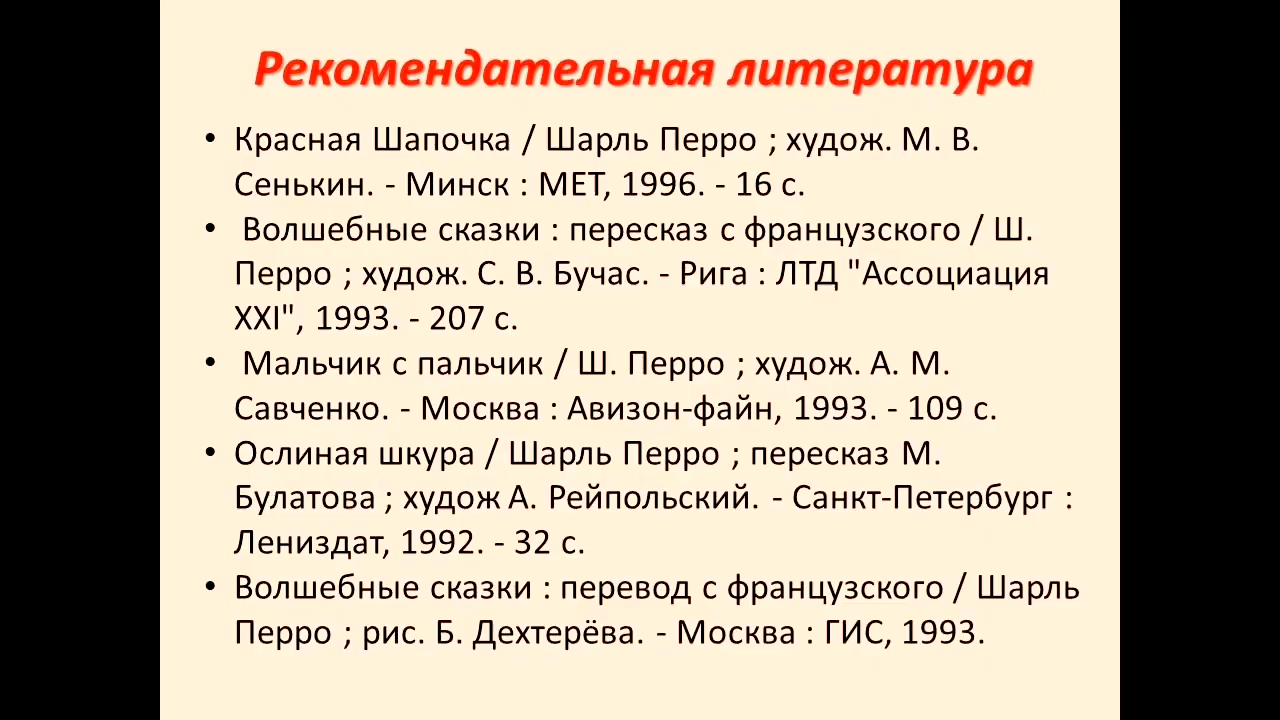 Рекомендательная литература
• Красная Шапочка / Шарль Перро ; худож. М. В.
Сенькин. - Минск : МЕТ, 1996. - 16 с.
• Волшебные сказки : пересказ с французского / Ш.
Перро ; худож. С. В. Бучас. - Рига : ЛТД "Ассоциация
XXI", 1993. - 207 с.
• Мальчик с пальчик / Ш. Перро ; худож. А. М.
Савченко. - Москва : Авизон-файн, 1993. - 109 с.
• Ослиная шкура / Шарль Перро ; пересказ М.
Булатова ; худож А. Рейпольский. - Санкт-Петербург :
Лениздат, 1992. - 32 с.
• Волшебные сказки : перевод с французского / Шарль
Перро ; рис. Б. Дехтерёва. - Москва : ГИС, 1993.